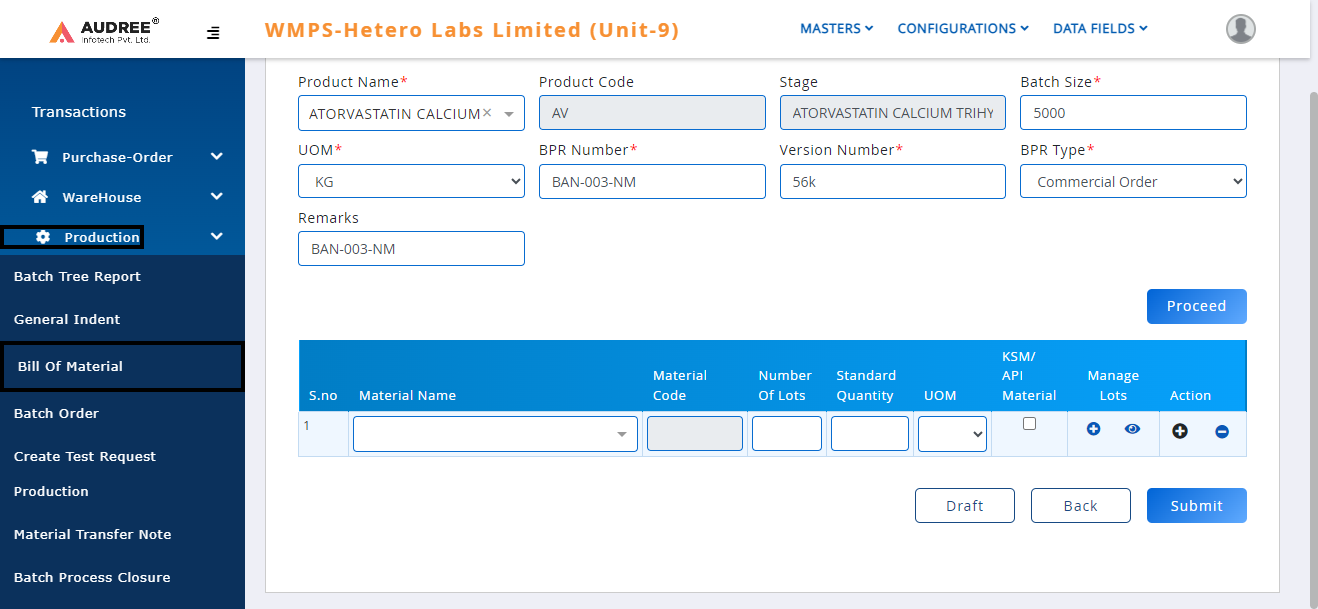 AUDREE®
Infotech Pvt. Ltd.
WMPS-Hetero Labs Limited (Unit-9)
MASTERS
CONFIGURATIONS
DATA FIELDS
Transactions
Purchase-Order
WareHouse
Production
Batch Tree Report
General Indent
Bill Of Material
Batch Order
Create Test Request
Production
Material Transfer Note
Batch Process Closure
Product Name*
Product Code
Stage
Batch Size*
ATORVASTATIN CALCIUM×
AV
ATORVASTATIN CALCIUM TRIHY
5000
UOM*
BPR Number*
Version Number*
BPR Type*
KG
BAN-003-NM
56k
Commercial Order
Remarks
BAN-003-NM
Proceed
S.no
Material Name
Material
Code
Number
Of Lots
Standard
Quantity
UOM
KSM/
API
Material
Manage
Lots
Action
1
Draft
Back
Submit